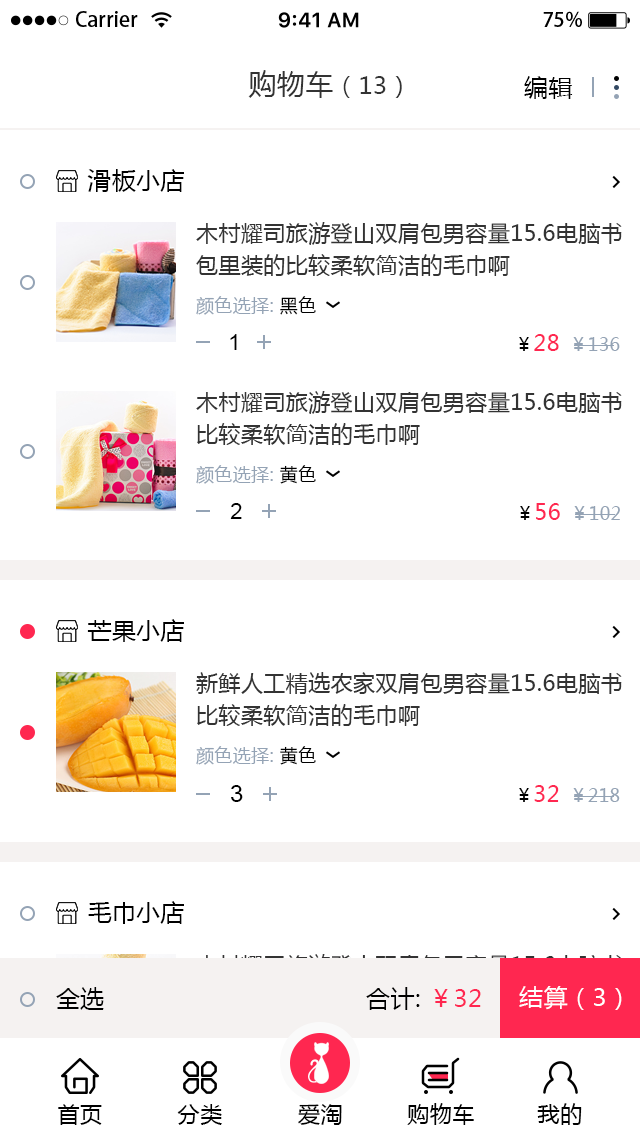 Carrier 9:41 AM 75%
购物车（13） 编辑
滑板小店
木村耀司旅游登山双肩包男容量15.6电脑书
包里装的比较柔软简洁的毛巾啊
颜色选择: 黑色
1 ¥28 ¥136
木村耀司旅游登山双肩包男容量15.6电脑书
比较柔软简洁的毛巾啊
颜色选择: 黄色
2 ¥56 ¥102
芒果小店
新鲜人工精选农家双肩包男容量15.6电脑书
比较柔软简洁的毛巾啊
颜色选择: 黄色
3 ¥32 ¥218
毛巾小店
全选 合计: ¥32 结算（3）
首页 分类 爱淘 购物车 我的